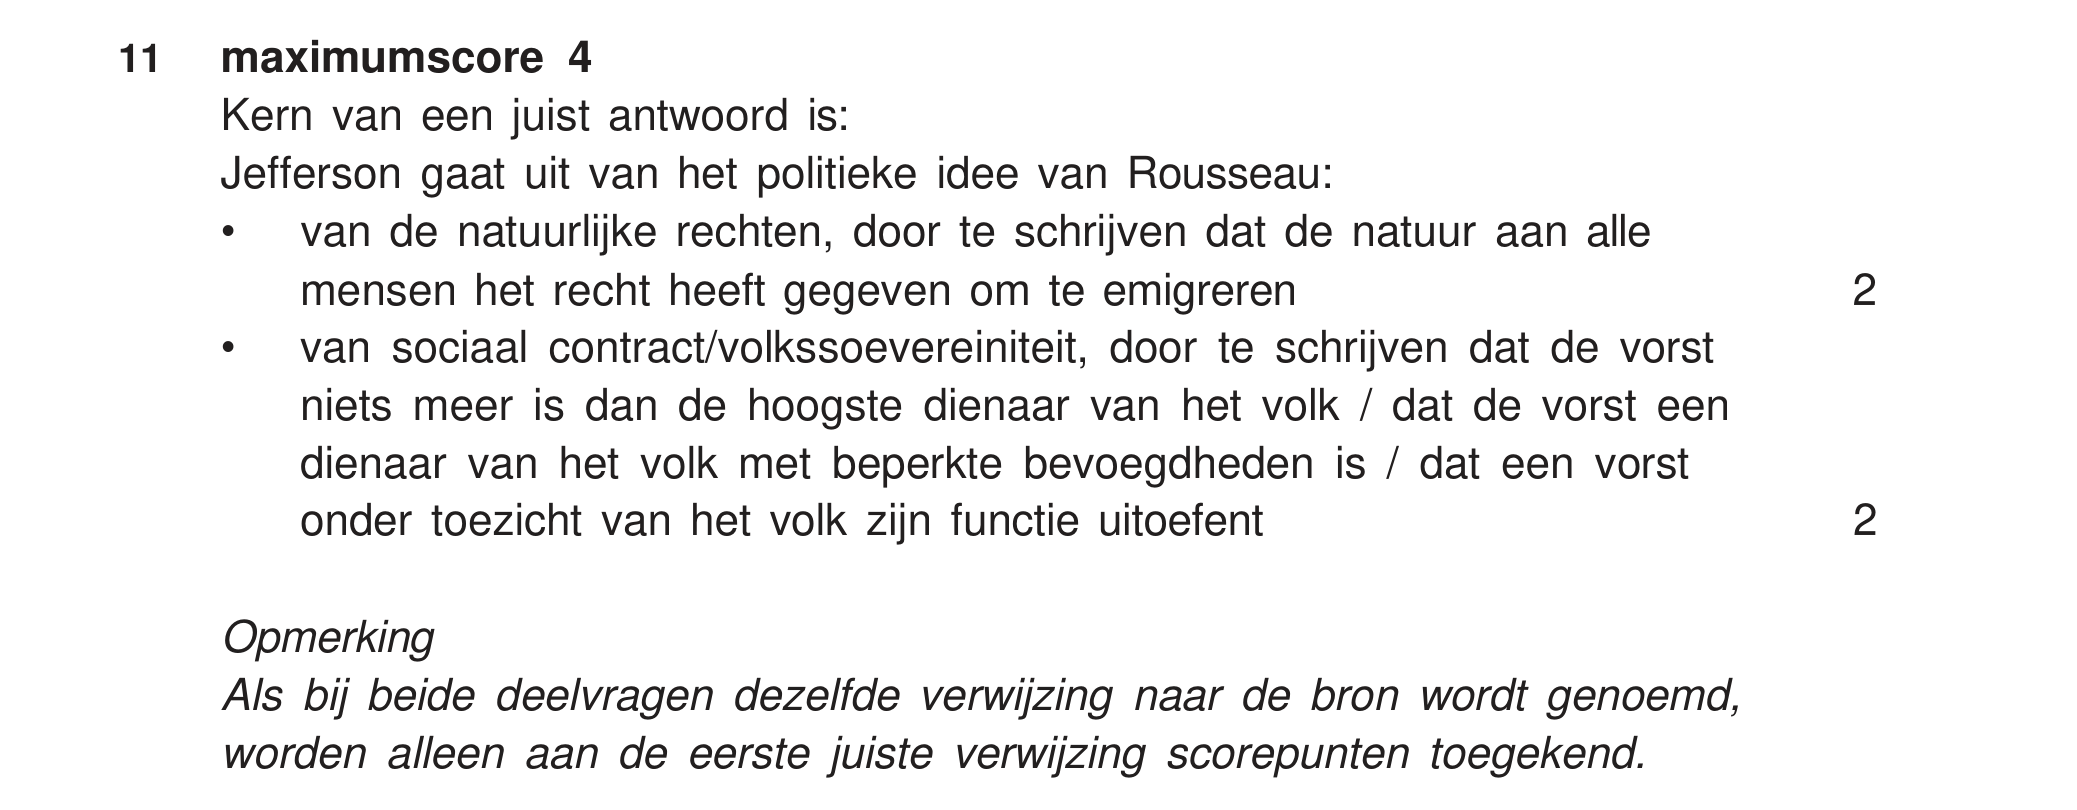 11 maximumscore 4
Kern van een juist antwoord is:
Jefferson gaat uit van het politieke idee van Rousseau:
• van de natuurlijke rechten, door te schrijven dat de natuur aan alle
mensen het recht heeft gegeven om te emigreren 2
• van sociaal contract/volkssoevereiniteit, door te schrijven dat de vorst
niets meer is dan de hoogste dienaar van het volk / dat de vorst een
dienaar van het volk met beperkte bevoegdheden is / dat een vorst
onder toezicht van het volk zijn functie uitoefent 2
Opmerking
Als bij beide deelvragen dezelfde verwijzing naar de bron wordt genoemd,
worden alleen aan de eerste juiste verwijzing scorepunten toegekend.